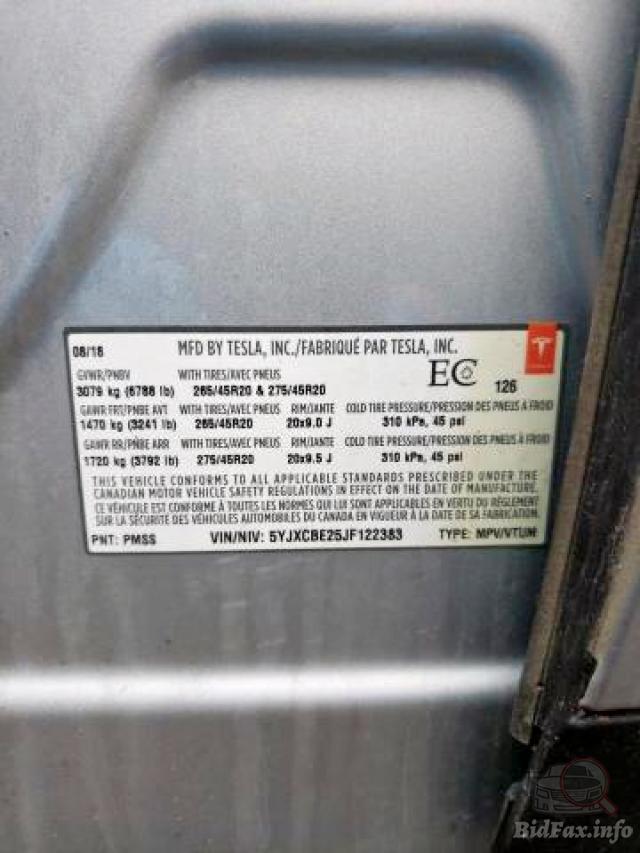 08/18 MFD BY TESLA, INC./FABRIQUÉ PAR TESLA, INC.
GVWR/PNBV WITH TIRES/AVEC PNEUS
3079 kg (6788 lb) 265/45R20 & 275/45R20 EC 126
GAWR FRT/PNBE AVT WITH TIRES/AVEC PNEUS RIM/JANTE COLD TIRE PRESSURE/PRESSION DES PNEUS À FROID
1470 kg (3241 lb) 265/45R20 20x9.0 J 310 kPa, 45 psi
GAWR RR/PNBE ARR WITH TIRES/AVEC PNEUS RIM/JANTE COLD TIRE PRESSURE/PRESSION DES PNEUS À FROID
1720 kg (3792 lb) 275/45R20 20x9.5 J 310 kPa, 45 psi
THIS VEHICLE CONFORMS TO ALL APPLICABLE STANDARDS PRESCRIBED UNDER THE
CANADIAN MOTOR VEHICLE SAFETY REGULATIONS IN EFFECT ON THE DATE OF MANUFACTURE.
CE VÉHICULE EST CONFORME À TOUTES LES NORMES QUI LUI SONT APPLICABLES EN VERTU DU RÈGLEMENT
SUR LA SÉCURITÉ DES VÉHICULES AUTOMOBILES DU CANADA EN VIGUEUR À LA DATE DE SA FABRICATION.
PNT: PMSS VIN/NIV: 5YJXCBE25JF122383 TYPE: MPV/VTUM
BidFax.info